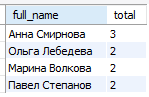 full_name total
Анна Смирнова 3
Ольга Лебедева 2
Марина Волкова 2
Павел Степанов 2